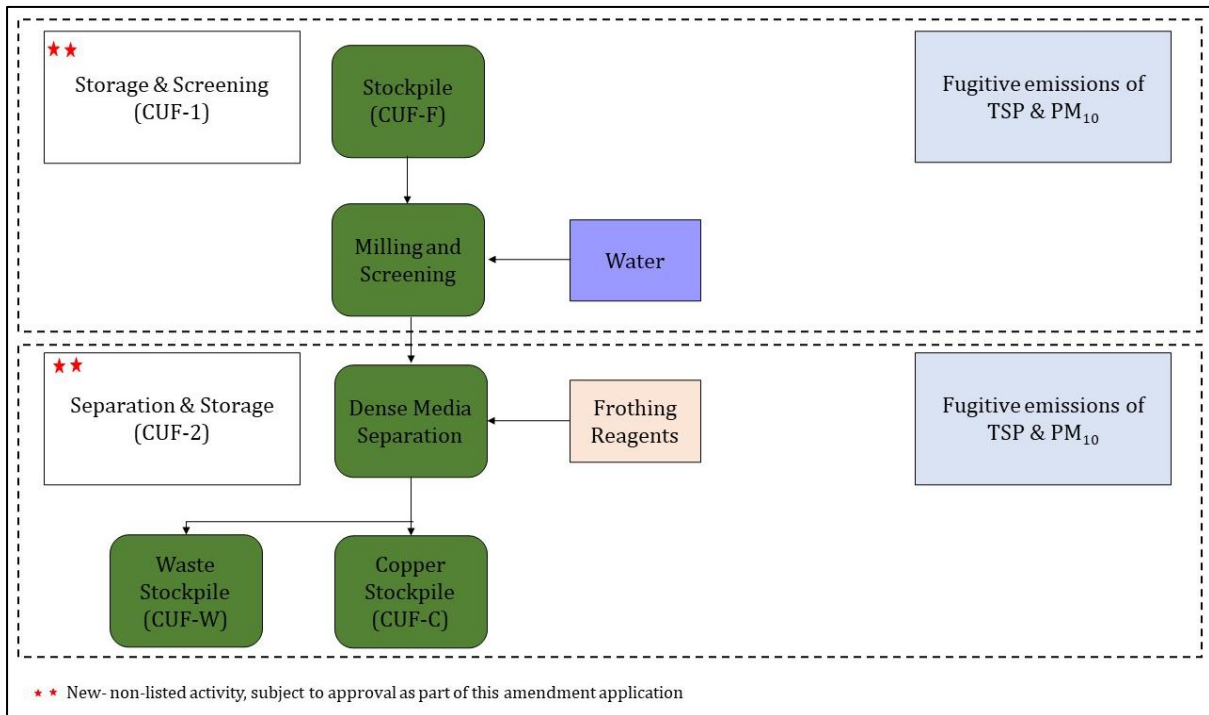 ★★
Storage & Screening
(CUF-1)
Stockpile
(CUF-F)
Fugitive emissions of
TSP & PM₁₀
Milling and
Screening
Water
★★
Separation & Storage
(CUF-2)
Dense Media
Separation
Frothing
Reagents
Fugitive emissions of
TSP & PM₁₀
Waste
Stockpile
(CUF-W)
Copper
Stockpile
(CUF-C)
★★ New- non-listed activity, subject to approval as part of this amendment application